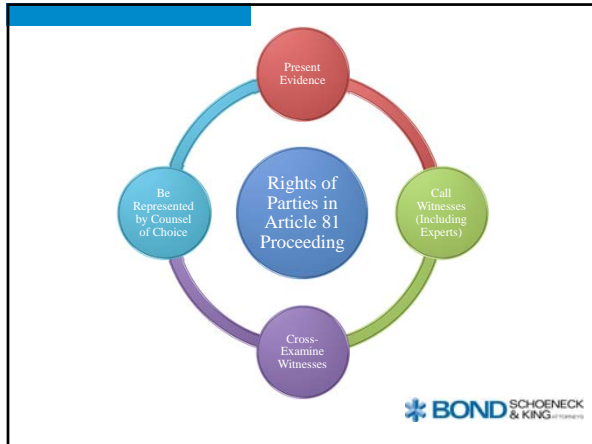 Present
Evidence
Rights of
Parties in
Article 81
Proceeding
Be
Represented
by Counsel
of Choice
Call
Witnesses
(Including
Experts)
Cross-
Examine
Witnesses
BOND SCHOENECK
& KING ATTORNEYS